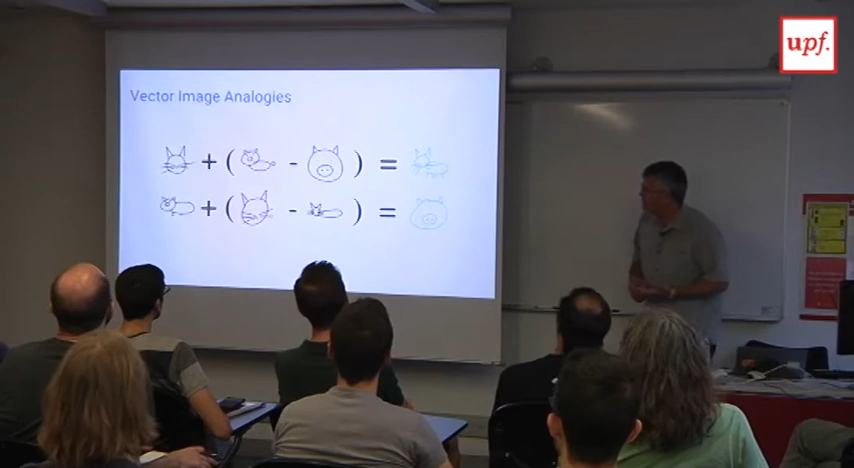 upf.
Vector Image Analogies
+ ( - ) =
+ ( - ) =